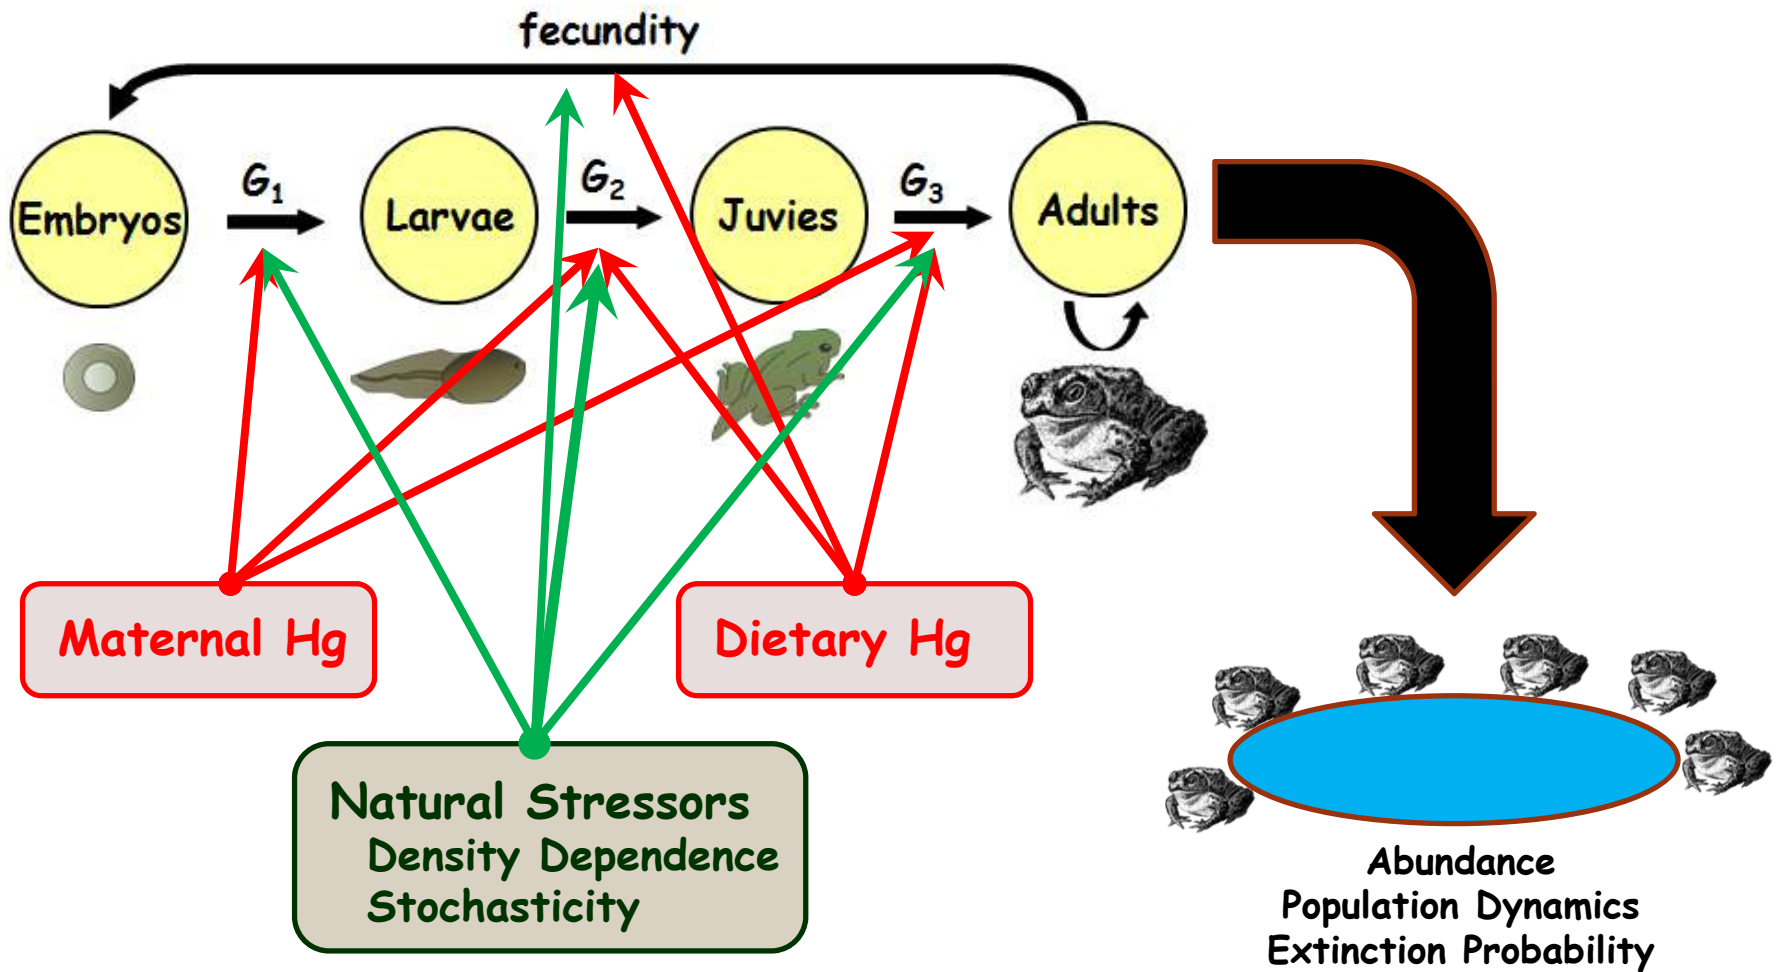 fecundity
G1
G2
G3
Embryos
Larvae
Juvies
Adults
Maternal Hg
Dietary Hg
Natural Stressors
Density Dependence
Stochasticity
Abundance
Population Dynamics
Extinction Probability